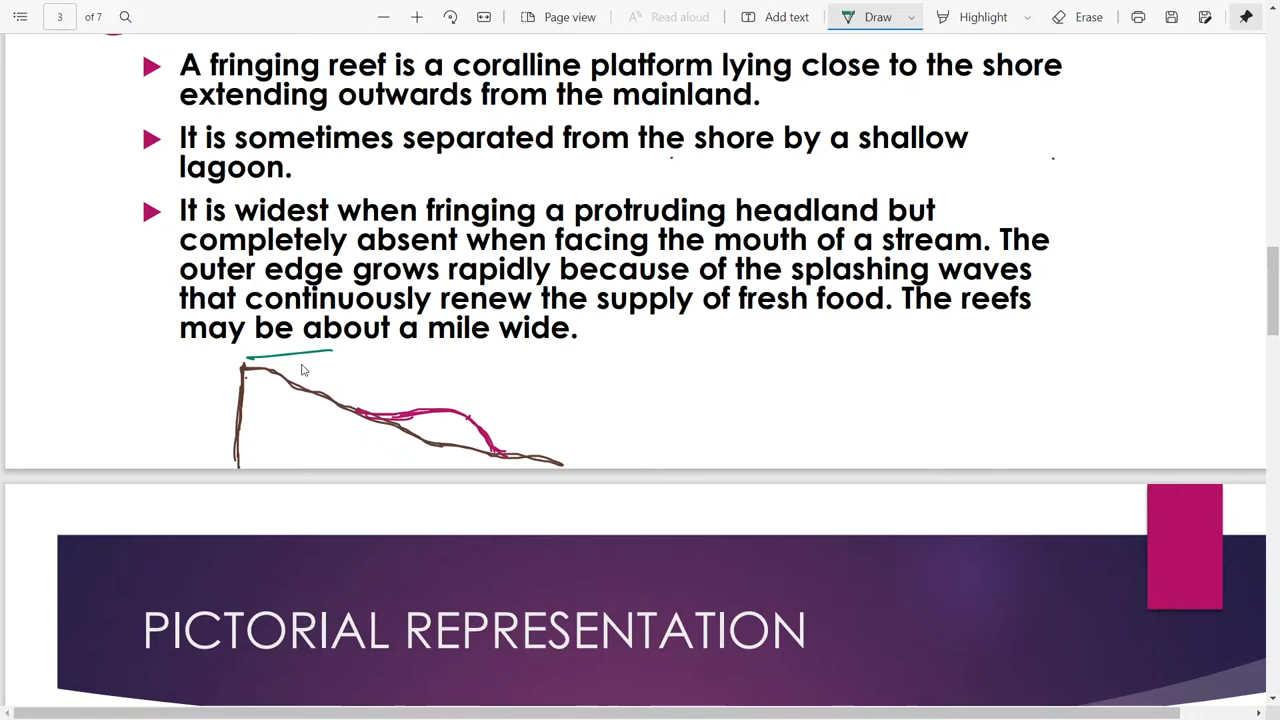 3 of 7 Page view Read aloud Add text Draw Highlight Erase
A fringing reef is a coralline platform lying close to the shore
extending outwards from the mainland.
It is sometimes separated from the shore by a shallow
lagoon.
It is widest when fringing a protruding headland but
completely absent when facing the mouth of a stream. The
outer edge grows rapidly because of the splashing waves
that continuously renew the supply of fresh food. The reefs
may be about a mile wide.
PICTORIAL REPRESENTATION